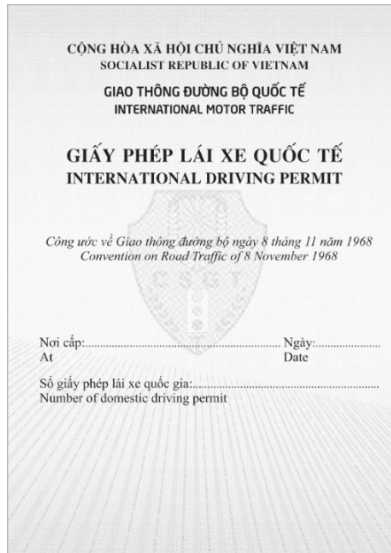 CỘNG HÒA XÃ HỘI CHỦ NGHĨA VIỆT NAM
SOCIALIST REPUBLIC OF VIETNAM
GIAO THÔNG ĐƯỜNG BỘ QUỐC TẾ
INTERNATIONAL MOTOR TRAFFIC
GIẤY PHÉP LÁI XE QUỐC TẾ
INTERNATIONAL DRIVING PERMIT
Công ước về Giao thông đường bộ ngày 8 tháng 11 năm 1968
Convention on Road Traffic of 8 November 1968
CSGT
Nơi cấp:.................................................. Ngày:.................
At Date
Số giấy phép lái xe quốc gia:................................................
Number of domestic driving permit